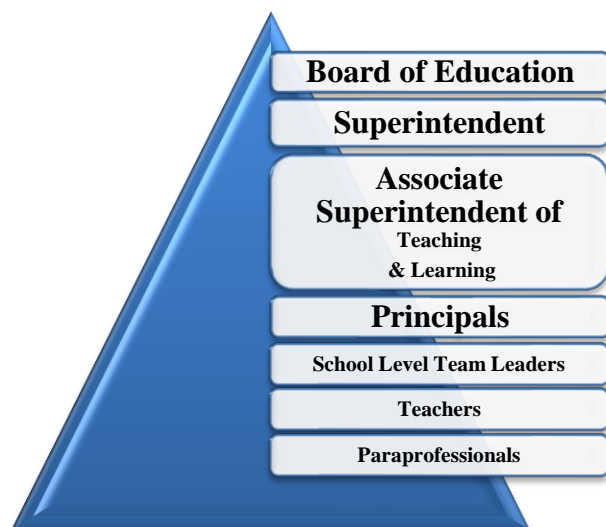 Board of Education
Superintendent
Associate
Superintendent of
Teaching
& Learning
Principals
School Level Team Leaders
Teachers
Paraprofessionals